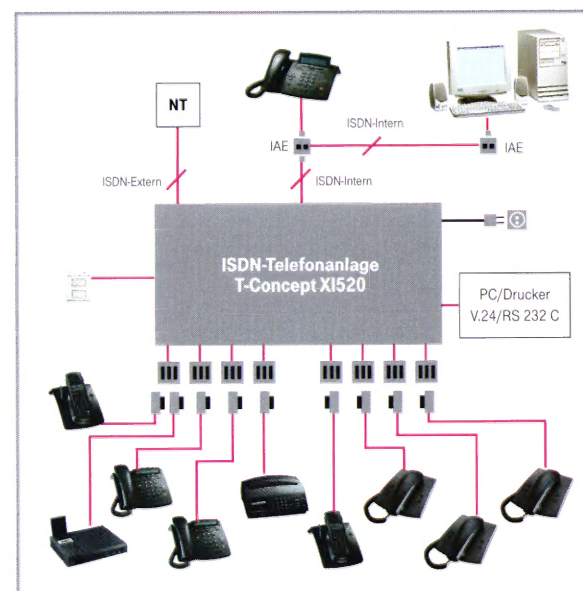 NT
ISDN-Intern
IAE
IAE
ISDN-Extern
ISDN-Intern
ISDN-Telefonanlage
T-Concept XI520
PC/Drucker
V.24/RS 232 C